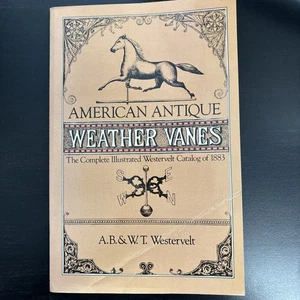 AMERICAN ANTIQUE
WEATHER VANES
The Complete Illustrated Westervelt Catalog of 1883
A.B. & W.T. Westervelt